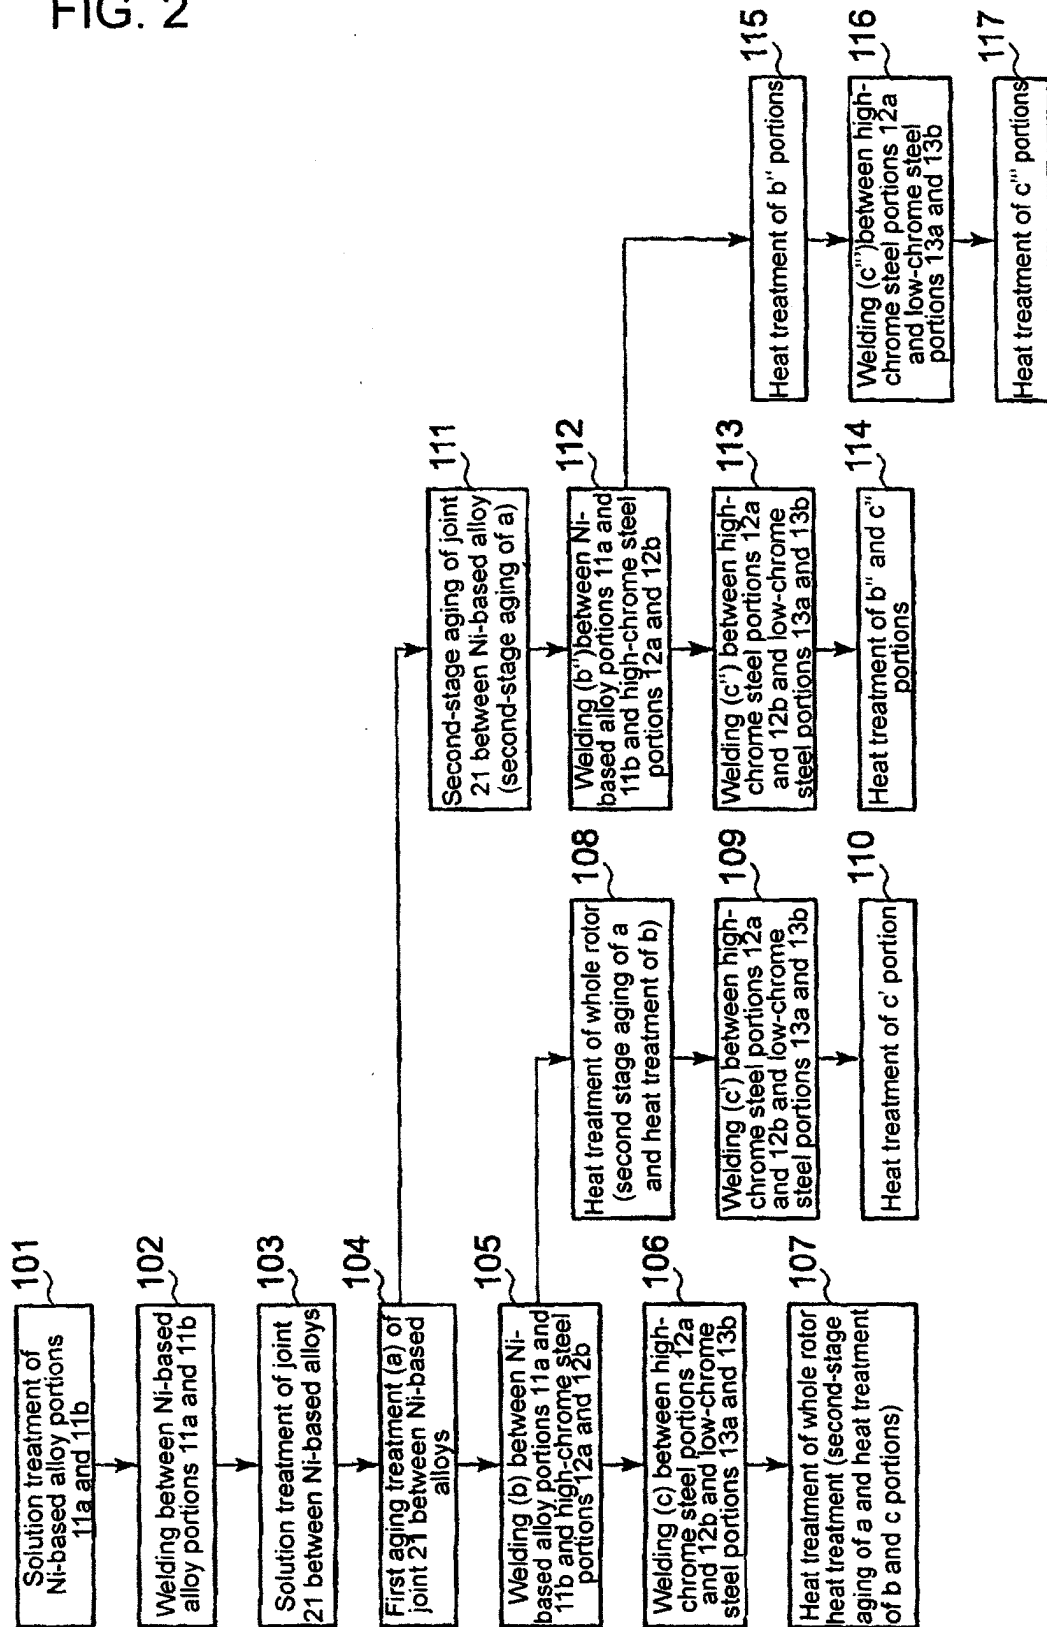 FIG. 2
101
Solution treatment of
Ni-based alloy portions
11a and 11b
102
Welding between Ni-based
alloy portions 11a and 11b
103
Solution treatment of joint
21 between Ni-based alloys
104
First aging treatment (a) of
joint 21 between Ni-based
alloys
105
Welding (b) between Ni-
based alloy portions 11a and
11b and high-chrome steel
portions 12a and 12b
106
Welding (c) between high-
chrome steel portions 12a
and 12b and low-chrome
steel portions 13a and 13b
107
Heat treatment of whole rotor
heat treatment (second-stage
aging of a and heat treatment
of b and c portions)
108
Heat treatment of whole rotor
(second stage aging of a
and heat treatment of b)
109
Welding (c') between high-
chrome steel portions 12a
and 12b and low-chrome
steel portions 13a and 13b
110
Heat treatment of c' portion
111
Second-stage aging of joint
21 between Ni-based alloy
(second-stage aging of a)
112
Welding (b'')between Ni-
based alloy portions 11a and
11b and high-chrome steel
portions 12a and 12b
113
Welding (c'') between high-
chrome steel portions 12a
and 12b and low-chrome
steel portions 13a and 13b
114
Heat treatment of b'' and c''
portions
115
Heat treatment of b'' portions
116
Welding (c''')between high-
chrome steel portions 12a
and low-chrome steel
portions 13a and 13b
117
Heat treatment of c''' portions